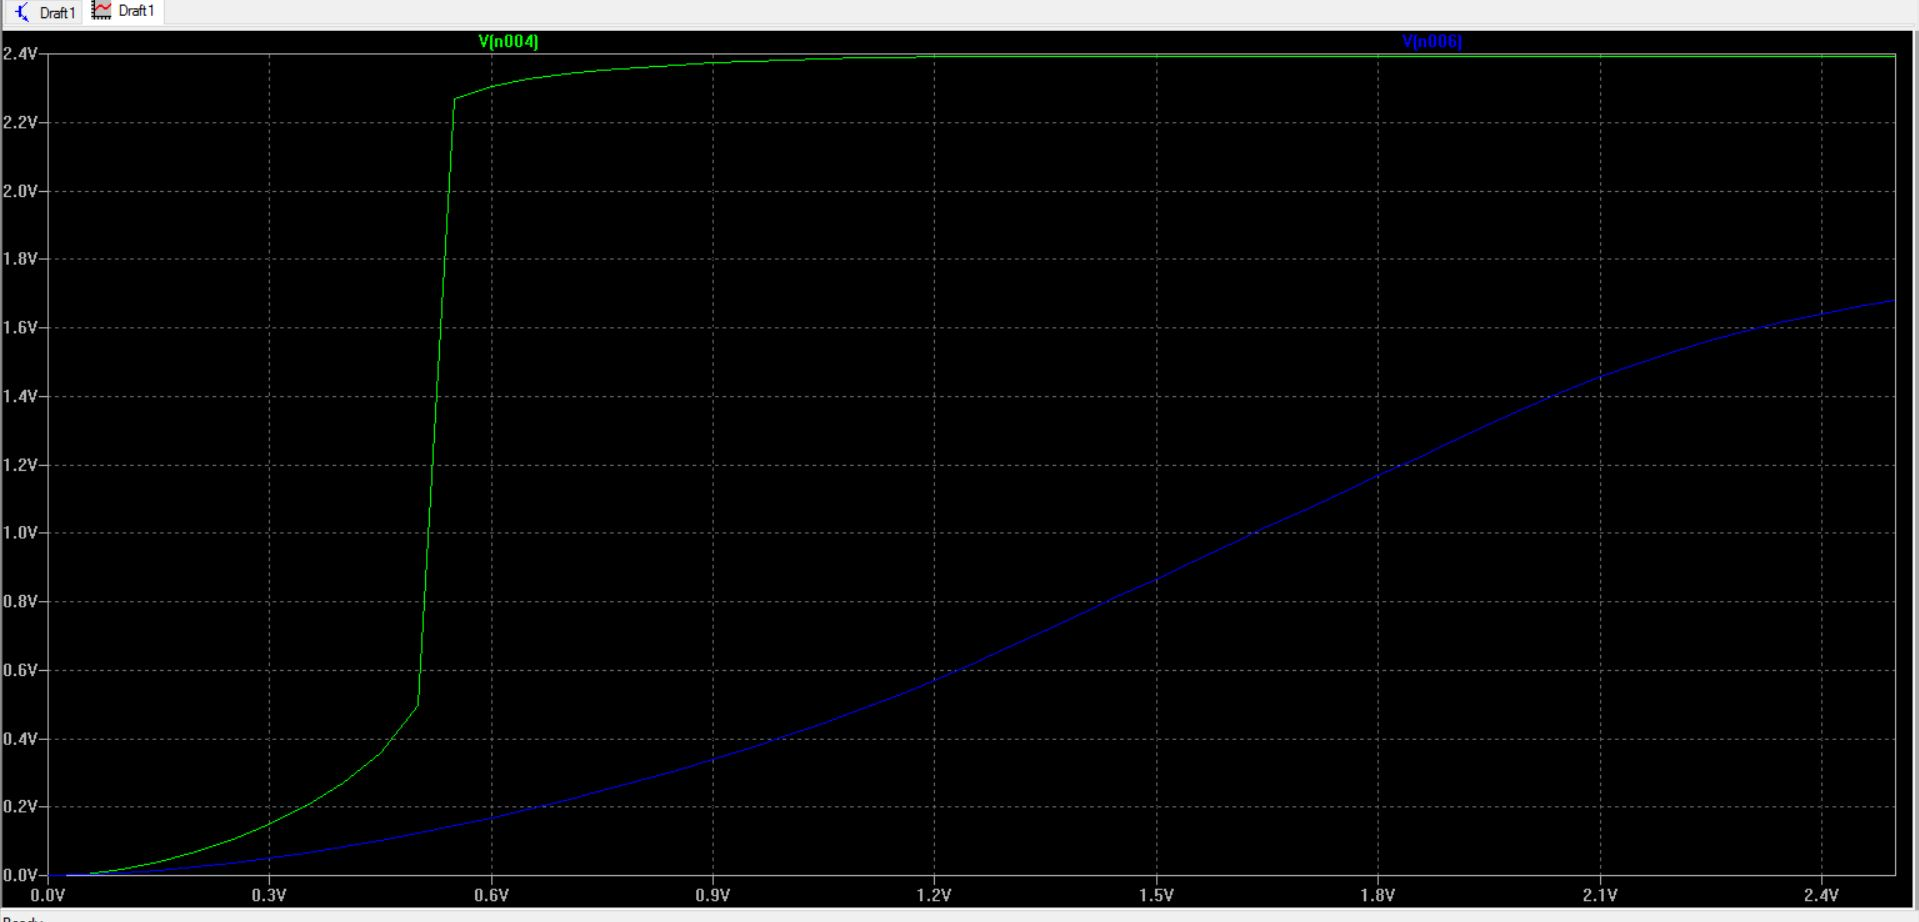 Draft1 Draft1
V(n004) V(n006)
2.4V
2.2V
2.0V
1.8V
1.6V
1.4V
1.2V
1.0V
0.8V
0.6V
0.4V
0.2V
0.0V
0.0V 0.3V 0.6V 0.9V 1.2V 1.5V 1.8V 2.1V 2.4V